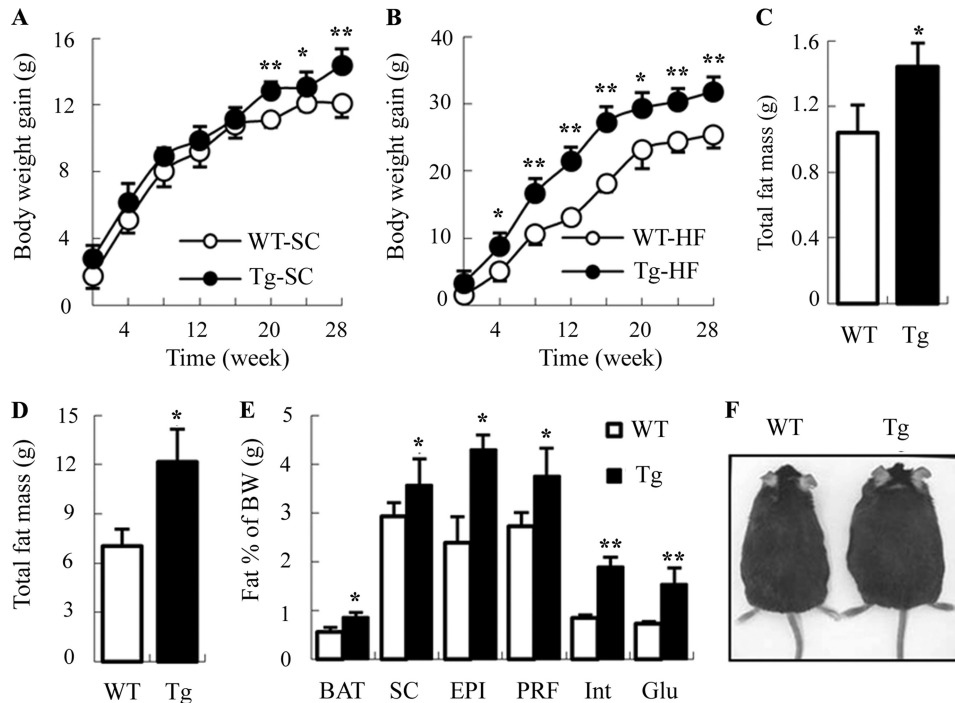 A
Body weight gain (g)
16
12
8
4
0
** * **
WT-SC
Tg-SC
4 12 20 28
Time (week)
B
Body weight gain (g)
40
30
20
10
0
* ** ** ** * ** **
WT-HF
Tg-HF
4 12 20 28
Time (week)
C
Total fat mass (g)
1.6
1.2
0.8
1.4
0
*
WT Tg
D
Total fat mass (g)
15
12
9
6
3
0
*
WT Tg
E
Fat % of BW (g)
5
4
3
2
1
0
* * * * ** **
WT
Tg
BAT SC EPI PRF Int Glu
F
WT Tg